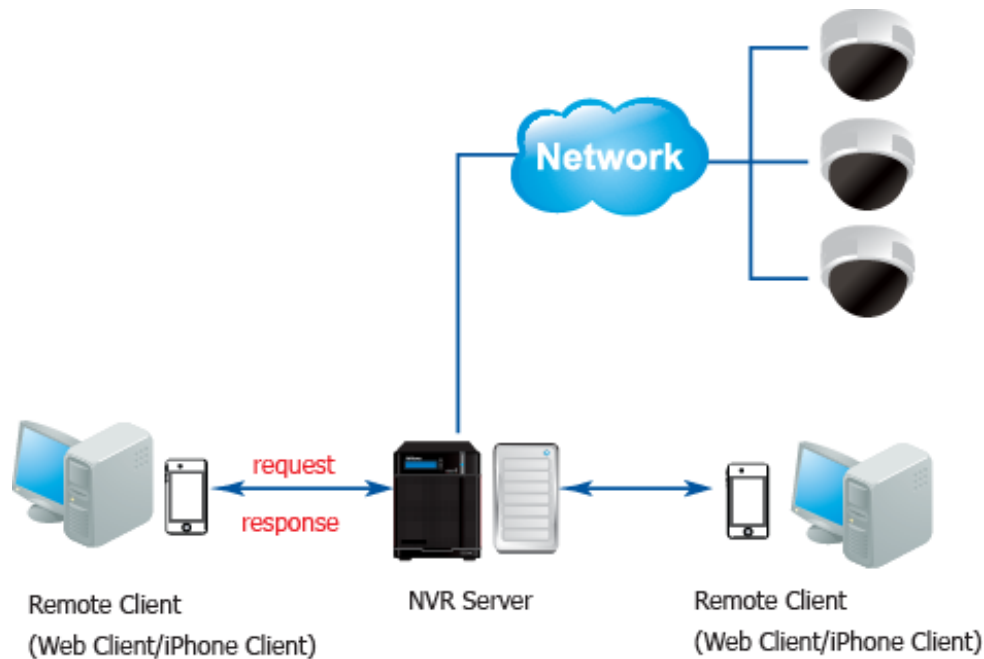 Network
request
response
NVR Server
Remote Client
(Web Client/iPhone Client)
Remote Client
(Web Client/iPhone Client)